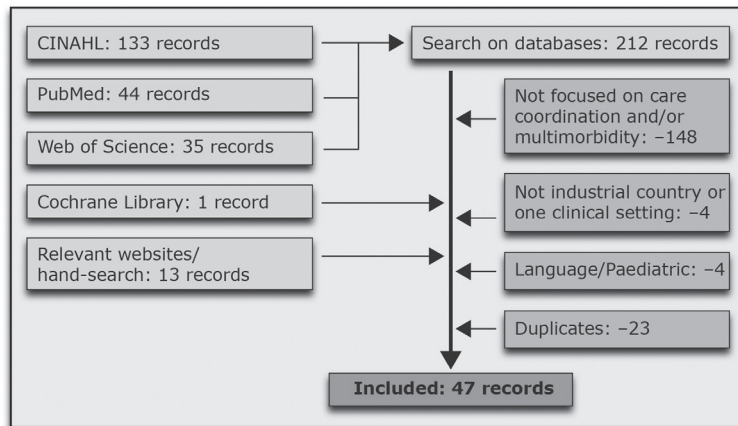 CINAHL: 133 records
PubMed: 44 records
Web of Science: 35 records
Cochrane Library: 1 record
Relevant websites/
hand-search: 13 records
Search on databases: 212 records
Not focused on care
coordination and/or
multimorbidity: –148
Not industrial country or
one clinical setting: –4
Language/Paediatric: –4
Duplicates: –23
Included: 47 records